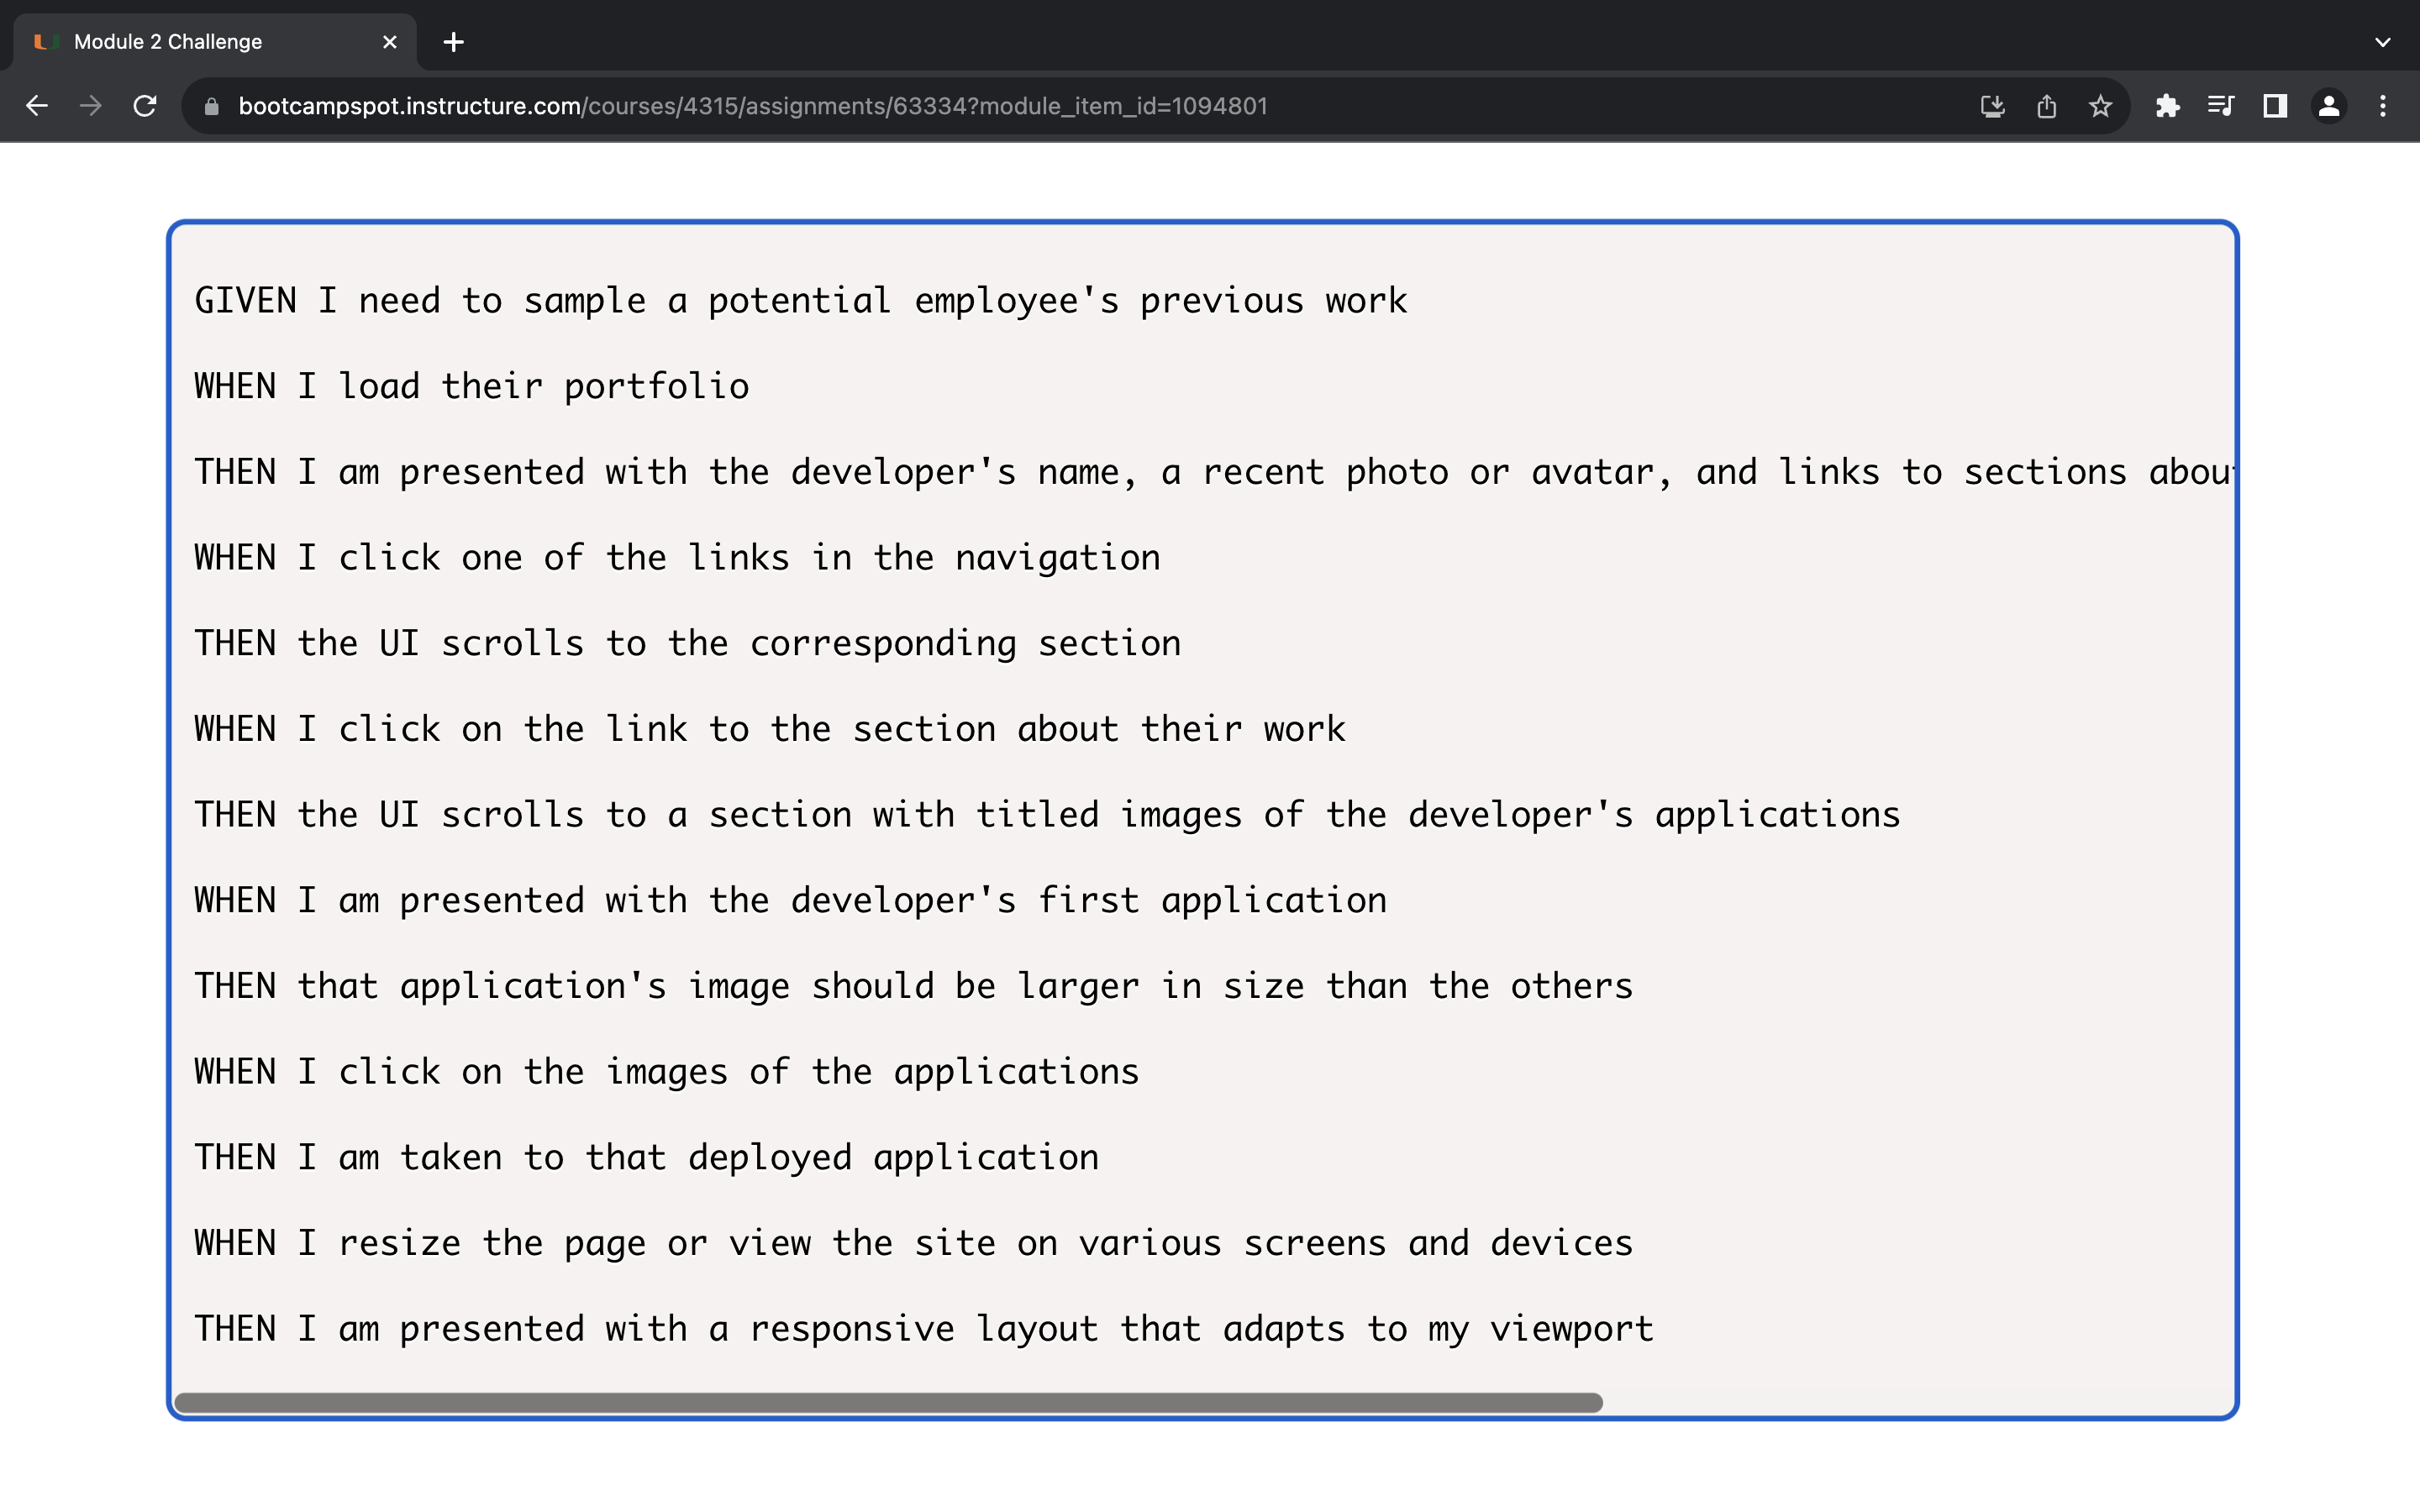 Module 2 Challenge
bootcampspot.instructure.com/courses/4315/assignments/63334?module_item_id=1094801
GIVEN I need to sample a potential employee's previous work
WHEN I load their portfolio
THEN I am presented with the developer's name, a recent photo or avatar, and links to sections about
WHEN I click one of the links in the navigation
THEN the UI scrolls to the corresponding section
WHEN I click on the link to the section about their work
THEN the UI scrolls to a section with titled images of the developer's applications
WHEN I am presented with the developer's first application
THEN that application's image should be larger in size than the others
WHEN I click on the images of the applications
THEN I am taken to that deployed application
WHEN I resize the page or view the site on various screens and devices
THEN I am presented with a responsive layout that adapts to my viewport